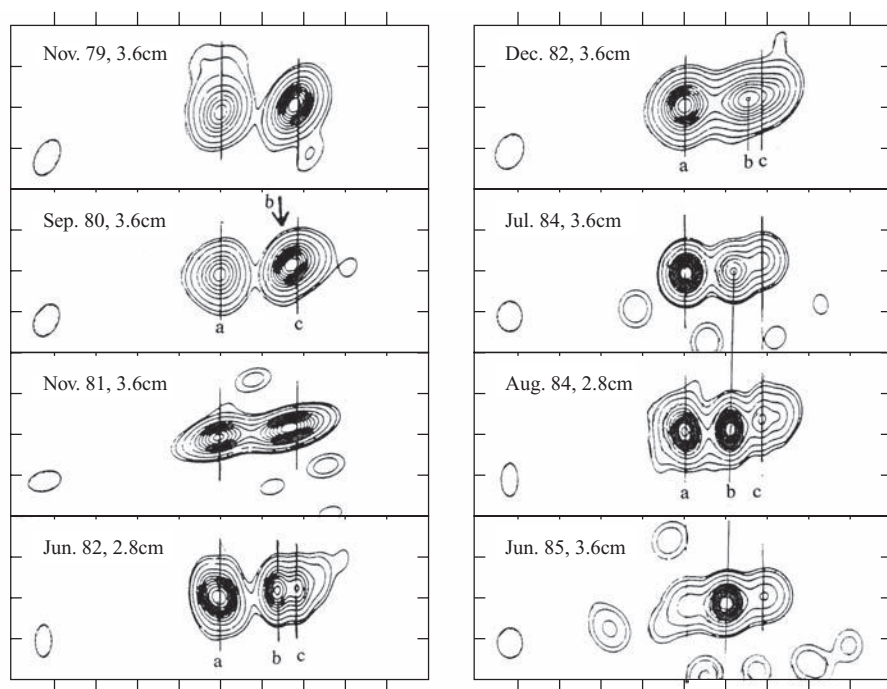 Nov. 79, 3.6cm
b
Sep. 80, 3.6cm
a
c
Nov. 81, 3.6cm
Jun. 82, 2.8cm
a
b
c
Dec. 82, 3.6cm
a
b
c
Jul. 84, 3.6cm
Aug. 84, 2.8cm
a
b
c
Jun. 85, 3.6cm